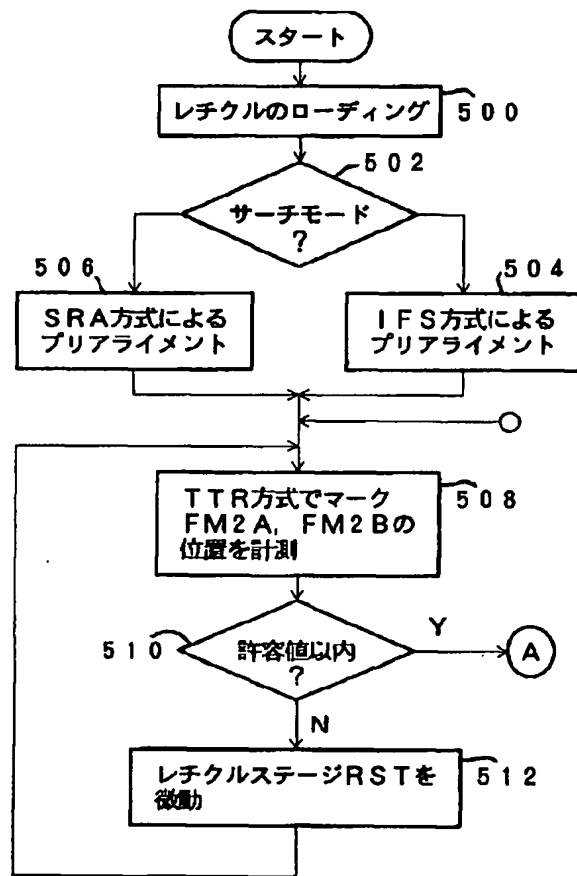 スタート
レチクルのローディング
500
502
サーチモード
?
506
504
SRA方式による
プリアライメント
IFS方式による
プリアライメント
TTR方式でマーク
FM2A, FM2Bの
位置を計測
508
510
許容値以内
?
Y
A
N
レチクルステージRSTを
微動
512